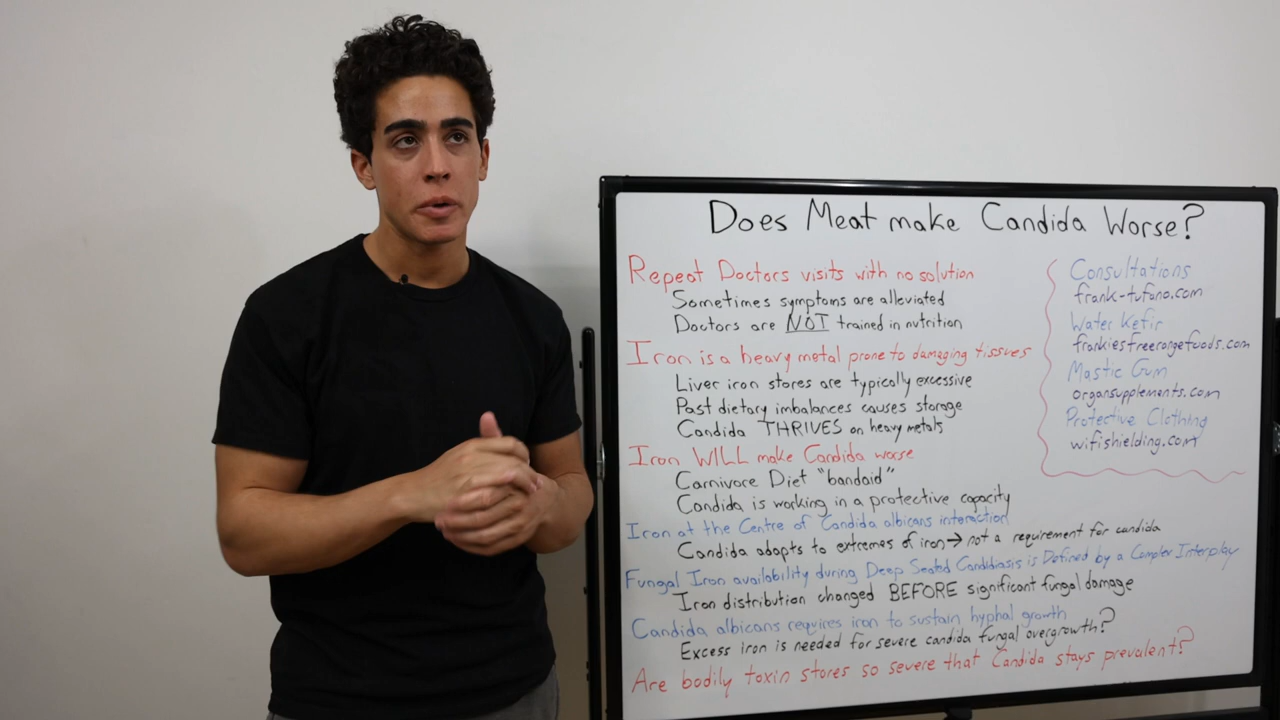 Does Meat make Candida Worse?
Repeat Doctors visits with no solution
Sometimes symptoms are alleviated
Doctors are NOT trained in nutrition
Iron is a heavy metal prone to damaging tissues
Liver iron stores are typically excessive
Past dietary imbalances causes storage
Candida THRIVES on heavy metals
Iron WILL make Candida worse
Carnivore Diet "bandaid"
Candida is working in a protective capacity
Iron at the Centre of Candida albicans interaction
Candida adapts to extremes of iron→not a requirement for candida
Fungal Iron availability during Deep Seated Candidiasis is Defined by a Complex Interplay
Iron distribution changed BEFORE significant fungal damage
Candida albicans requires iron to sustain hyphal growth
Excess iron is needed for severe candida fungal overgrowth?
Are bodily toxin stores so severe that Candida stays prevalent?
Consultations
frank-tufano.com
Water Kefir
frankiesfreerangefoods.com
Mastic Gum
organsupplements.com
Protective Clothing
wifishielding.com